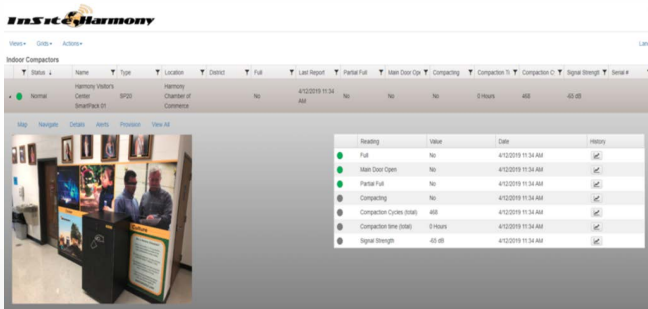 InSite Harmony
Views Grids Actions
Indoor Compactors
Status ↓ Name Type Location District Full Last Report Partial Full Main Door Ope Compacting Compaction Ti Compaction C Signal Strengtl Serial #
Normal Harmony Visitor's Center SmartPack 01 SP20 Harmony Chamber of Commerce No 4/12/2019 11:34 AM No No No 0 Hours 468 -93 dB
Map Navigate Details Alerts Provision View All
Reading Value Date History
Full No 4/12/2019 11:34 AM
Main Door Open No 4/12/2019 11:34 AM
Partial Full No 4/12/2019 11:34 AM
Compacting No 4/12/2019 11:34 AM
Compaction Cycles (total) 468 4/12/2019 11:34 AM
Compaction time (total) 0 Hours 4/12/2019 11:34 AM
Signal Strength 4/12/2019 11:34 AM
Culture